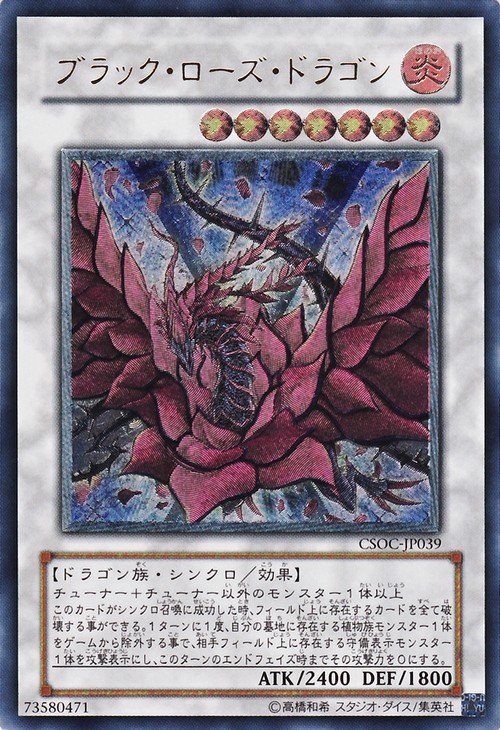 ブラック・ローズ・ドラゴン
炎
CSOC-JP039
【ドラゴン族・シンクロ／効果】
チューナー＋チューナー以外のモンスター１体以上
このカードがシンクロ召喚に成功した時、フィールド上に存在するカードを全て破
壊する事ができる。１ターンに１度、自分の墓地に存在する植物族モンスター１体
をゲームから除外する事で、相手フィールド上に存在する守備表示モンスター
１体を攻撃表示にし、このターンのエンドフェイズ時までその攻撃力を０にする。
ATK/2400 DEF/1800
73580471
©高橋和希 スタジオ・ダイス/集英社